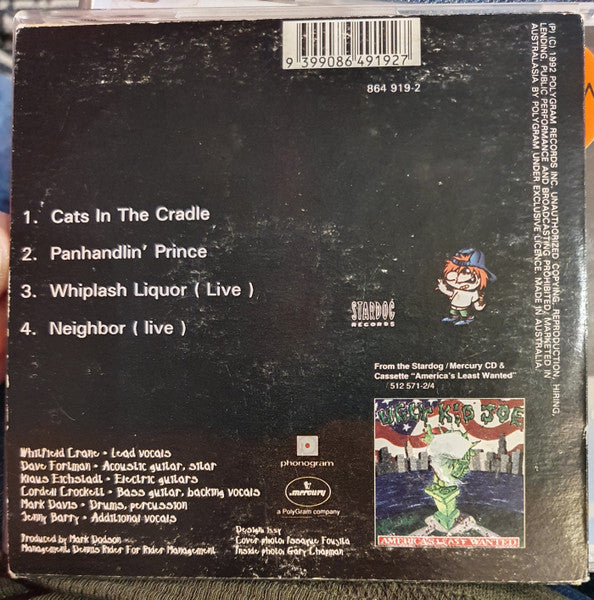 9 399086 491927
864 919-2
(P) (C) 1992 POLYGRAM RECORDS INC. UNAUTHORIZED COPYING, REPRODUCTION, HIRING,
LENDING, PUBLIC PERFORMANCE AND BROADCASTING PROHIBITED. MARKETED IN
AUSTRALASIA BY POLYGRAM UNDER EXCLUSIVE LICENCE. MADE IN AUSTRALIA
1. Cats In The Cradle
2. Panhandlin' Prince
3. Whiplash Liquor ( Live )
4. Neighbor ( live )
STARDOG
RECORDS
From the Stardog / Mercury CD &
Cassette "America's Least Wanted"
512 571-2/4
UGLY KID JOE
AMERICA'S LEAST WANTED
Whitfield Crane • Lead vocals
Dave Fortman • Acoustic guitar, sitar
Klaus Eichstadt • Electric guitars
Cordell Crockett • Bass guitar, backing vocals
Mark Davis • Drums, percussion
Jenny Barry • Additional vocals
Produced by Mark Dodson
Management: Dennis Rider For Rider Management
phonogram
mercury
a PolyGram company
Design: Issy
Cover photo: Issaque Foujita
Inside photo: Gary Chapman